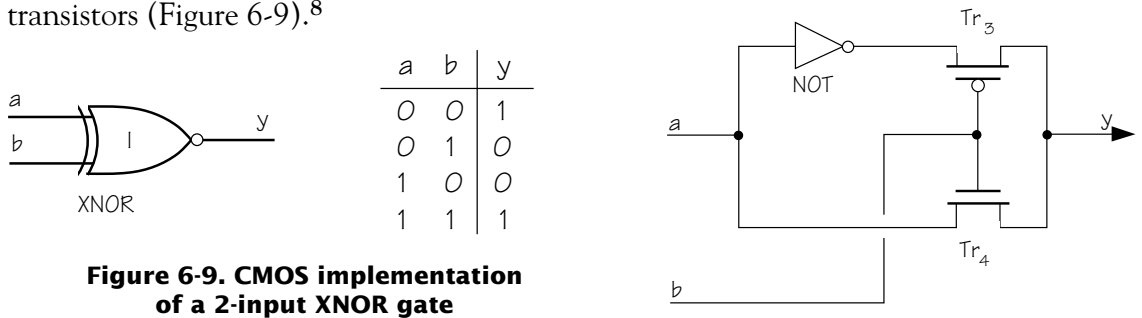 transistors (Figure 6-9).⁸
a
b
|
y
XNOR
a b y
0 0 1
0 1 0
1 0 0
1 1 1
Figure 6-9. CMOS implementation
of a 2-input XNOR gate
Tr3
NOT
a
y
Tr4
b